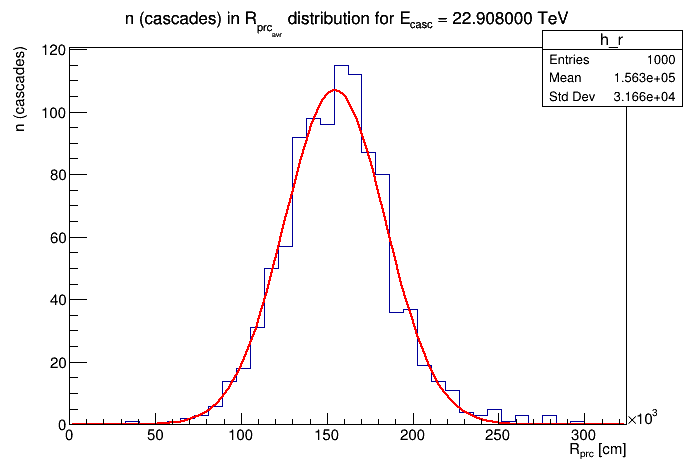 n (cascades) in R_prc_avr distribution for E_casc = 22.908000 TeV
h_r
Entries 1000
Mean 1.563e+05
Std Dev 3.166e+04
n (cascades)
120
100
80
60
40
20
0
0 50 100 150 200 250 300
×10³
R_prc [cm]